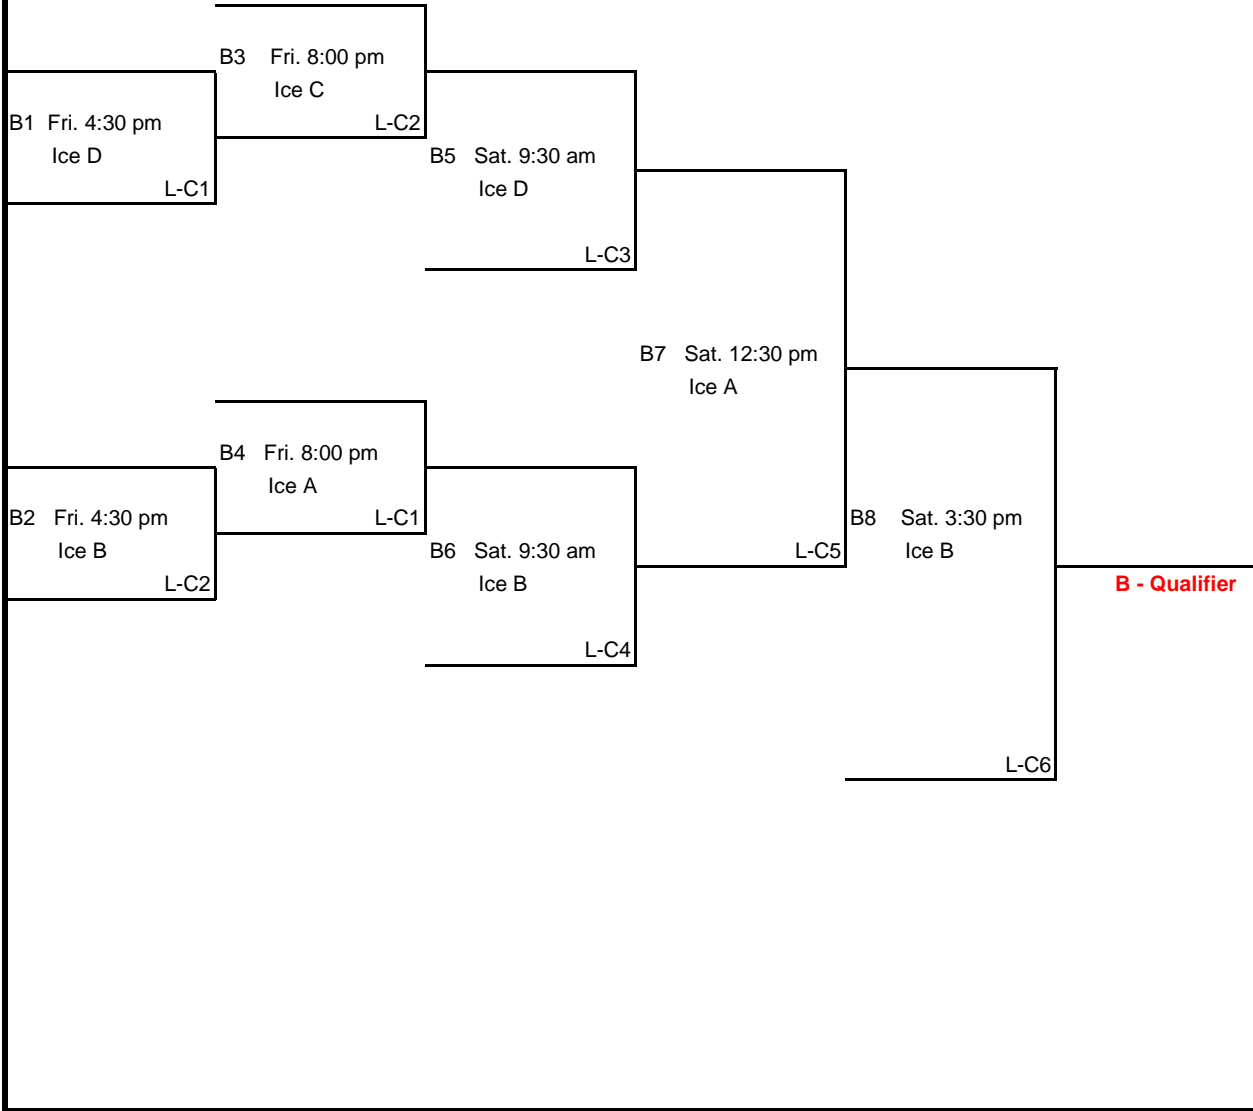 B3 Fri. 8:00 pm
Ice C
L-C2
B1 Fri. 4:30 pm
Ice D
L-C1
B5 Sat. 9:30 am
Ice D
L-C3
B7 Sat. 12:30 pm
Ice A
L-C5
B4 Fri. 8:00 pm
Ice A
L-C1
B2 Fri. 4:30 pm
Ice B
L-C2
B6 Sat. 9:30 am
Ice B
L-C4
B8 Sat. 3:30 pm
Ice B
L-C6
B - Qualifier